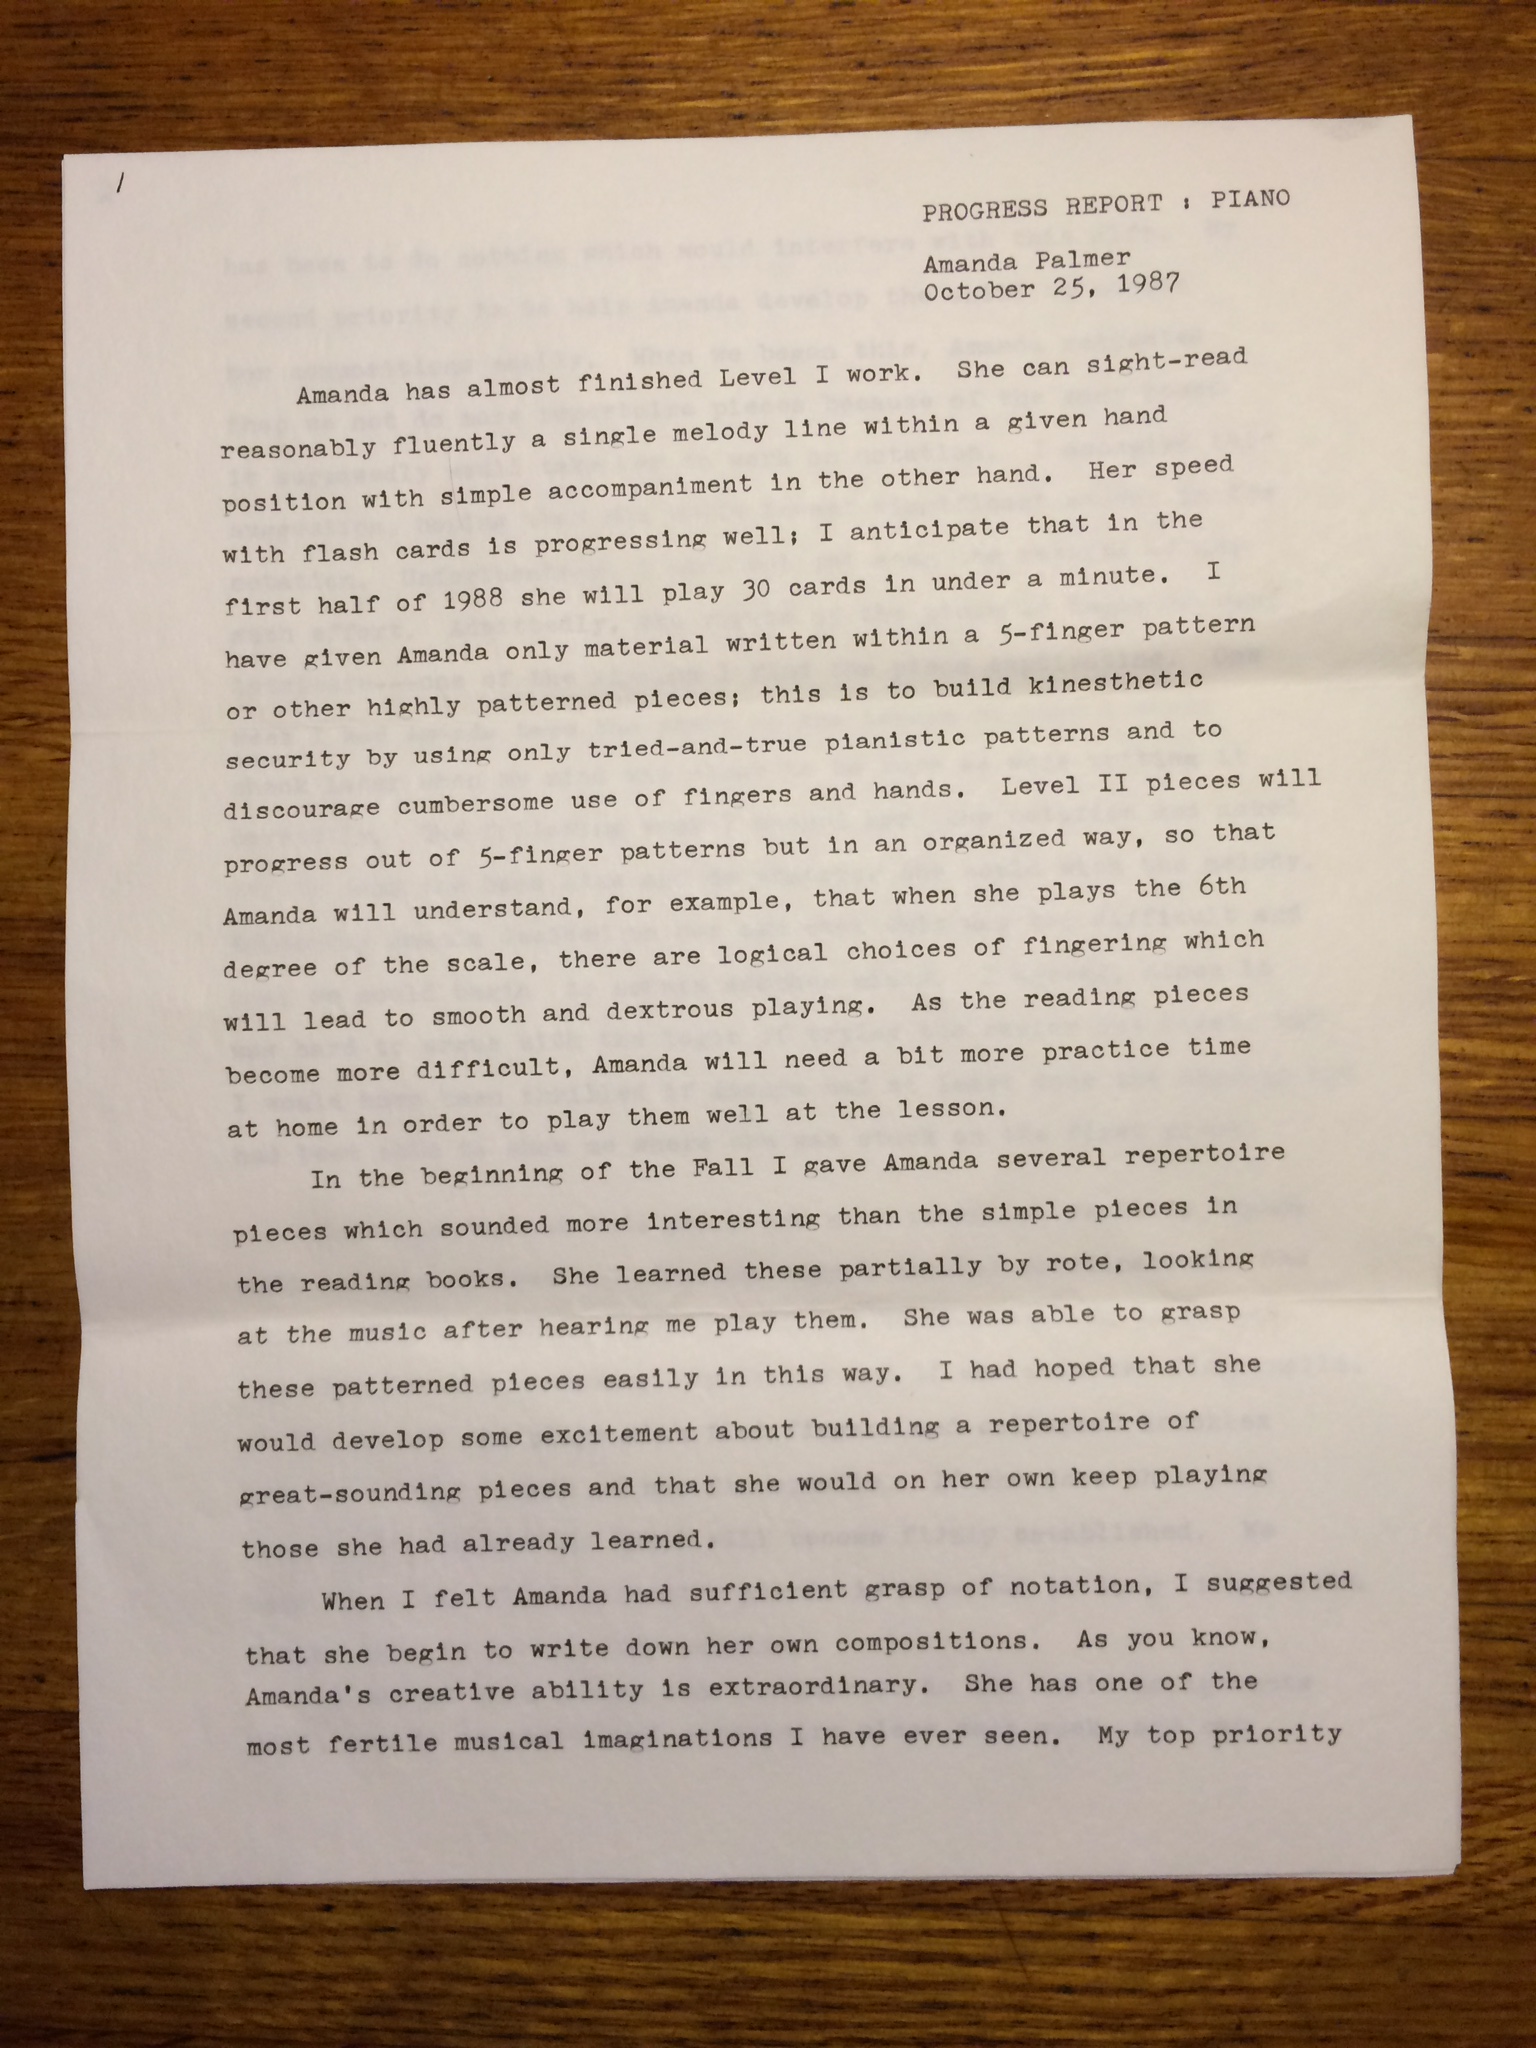 /
PROGRESS REPORT : PIANO
Amanda Palmer
October 25, 1987
Amanda has almost finished Level I work. She can sight-read
reasonably fluently a single melody line within a given hand
position with simple accompaniment in the other hand. Her speed
with flash cards is progressing well; I anticipate that in the
first half of 1988 she will play 30 cards in under a minute. I
have given Amanda only material written within a 5-finger pattern
or other highly patterned pieces; this is to build kinesthetic
security by using only tried-and-true pianistic patterns and to
discourage cumbersome use of fingers and hands. Level II pieces will
progress out of 5-finger patterns but in an organized way, so that
Amanda will understand, for example, that when she plays the 6th
degree of the scale, there are logical choices of fingering which
will lead to smooth and dextrous playing. As the reading pieces
become more difficult, Amanda will need a bit more practice time
at home in order to play them well at the lesson.
In the beginning of the Fall I gave Amanda several repertoire
pieces which sounded more interesting than the simple pieces in
the reading books. She learned these partially by rote, looking
at the music after hearing me play them. She was able to grasp
these patterned pieces easily in this way. I had hoped that she
would develop some excitement about building a repertoire of
great-sounding pieces and that she would on her own keep playing
those she had already learned.
When I felt Amanda had sufficient grasp of notation, I suggested
that she begin to write down her own compositions. As you know,
Amanda's creative ability is extraordinary. She has one of the
most fertile musical imaginations I have ever seen. My top priority